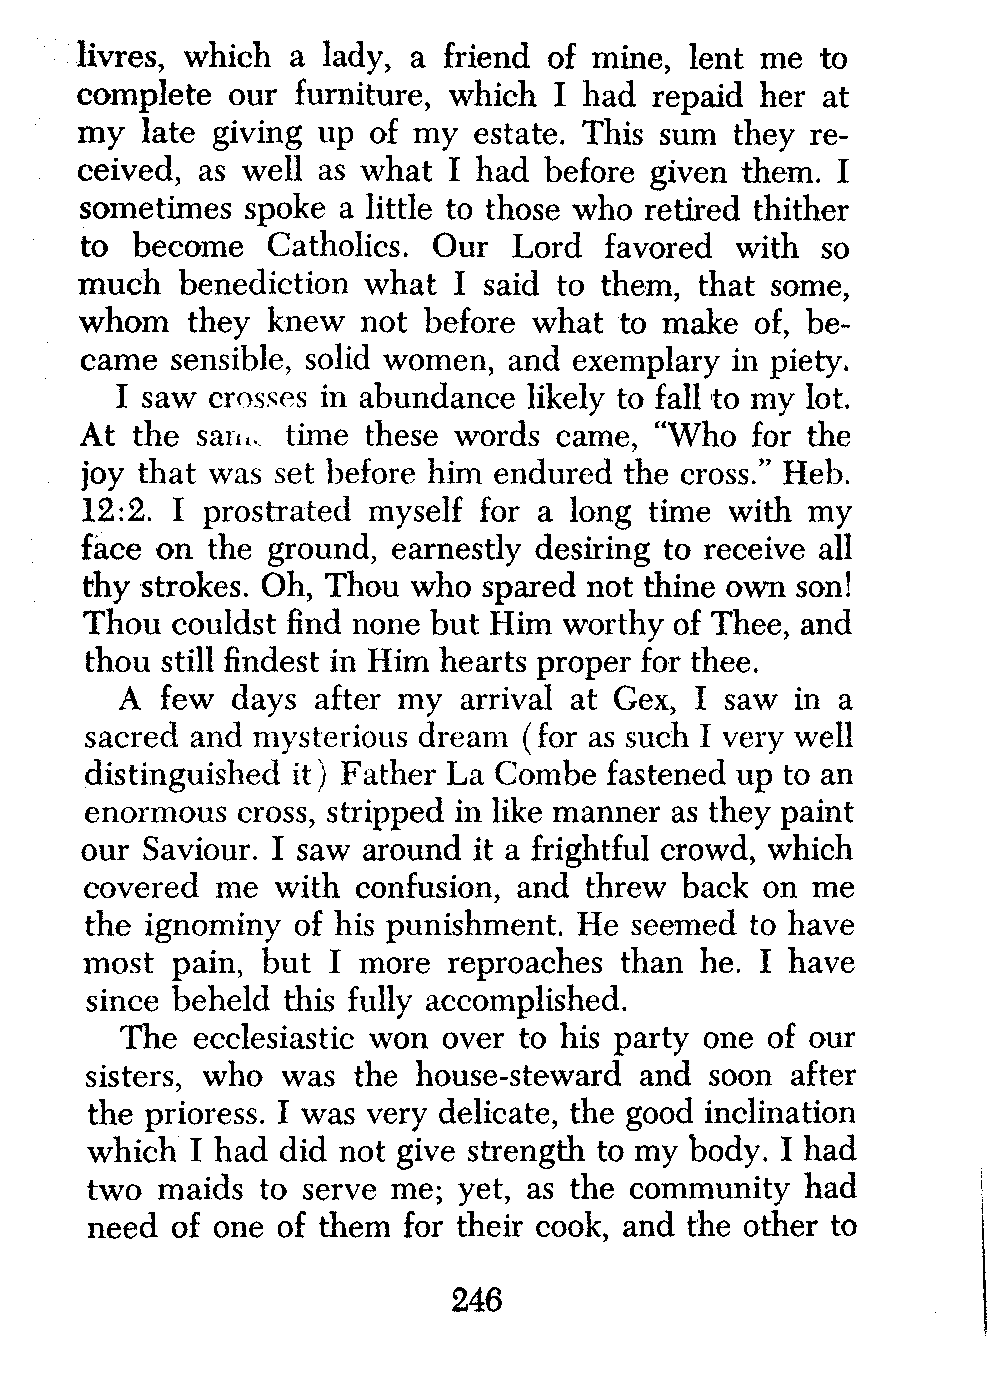 livres, which a lady, a friend of mine, lent me to
complete our furniture, which I had repaid her at
my late giving up of my estate. This sum they re-
ceived, as well as what I had before given them. I
sometimes spoke a little to those who retired thither
to become Catholics. Our Lord favored with so
much benediction what I said to them, that some,
whom they knew not before what to make of, be-
came sensible, solid women, and exemplary in piety.
I saw crosses in abundance likely to fall to my lot.
At the same time these words came, “Who for the
joy that was set before him endured the cross.” Heb.
12:2. I prostrated myself for a long time with my
face on the ground, earnestly desiring to receive all
thy strokes. Oh, Thou who spared not thine own son!
Thou couldst find none but Him worthy of Thee, and
thou still findest in Him hearts proper for thee.
A few days after my arrival at Gex, I saw in a
sacred and mysterious dream (for as such I very well
distinguished it) Father La Combe fastened up to an
enormous cross, stripped in like manner as they paint
our Saviour. I saw around it a frightful crowd, which
covered me with confusion, and threw back on me
the ignominy of his punishment. He seemed to have
most pain, but I more reproaches than he. I have
since beheld this fully accomplished.
The ecclesiastic won over to his party one of our
sisters, who was the house-steward and soon after
the prioress. I was very delicate, the good inclination
which I had did not give strength to my body. I had
two maids to serve me; yet, as the community had
need of one of them for their cook, and the other to
246